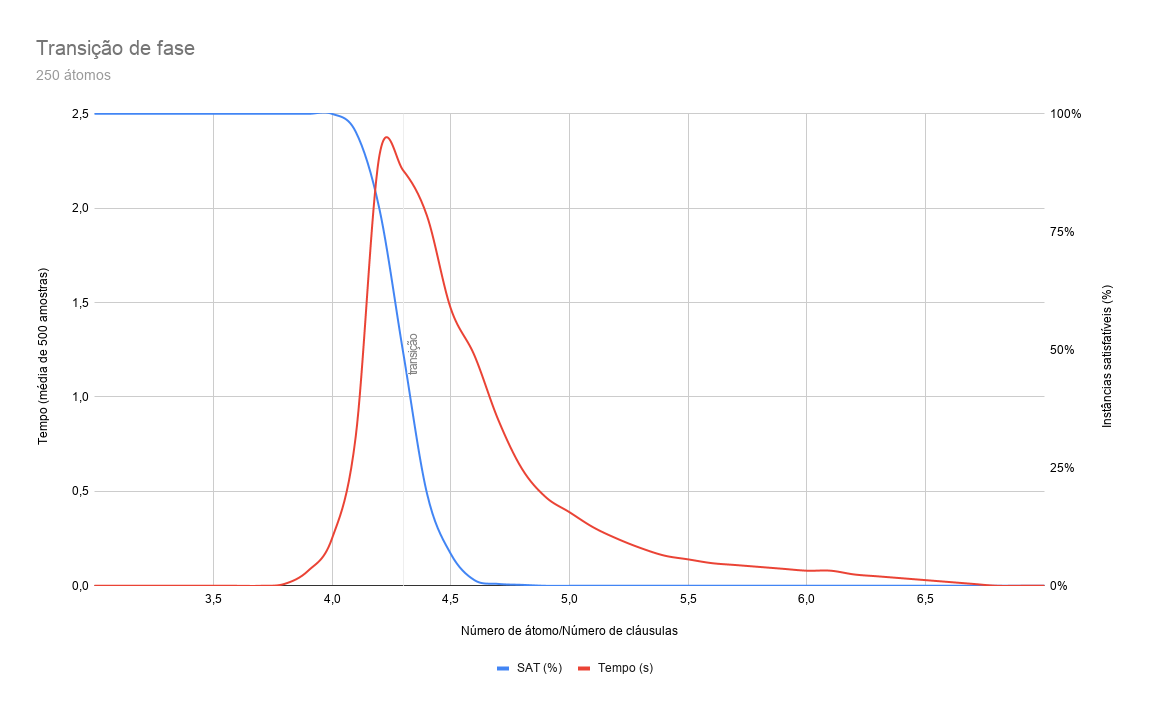 Transição de fase
250 átomos
2,5
2,0
1,5
1,0
0,5
0,0
Tempo (média de 500 amostras)
transição
100%
75%
50%
25%
0%
Instâncias satisfatíveis (%)
3,5 4,0 4,5 5,0 5,5 6,0 6,5
Número de átomo/Número de cláusulas
SAT (%) Tempo (s)